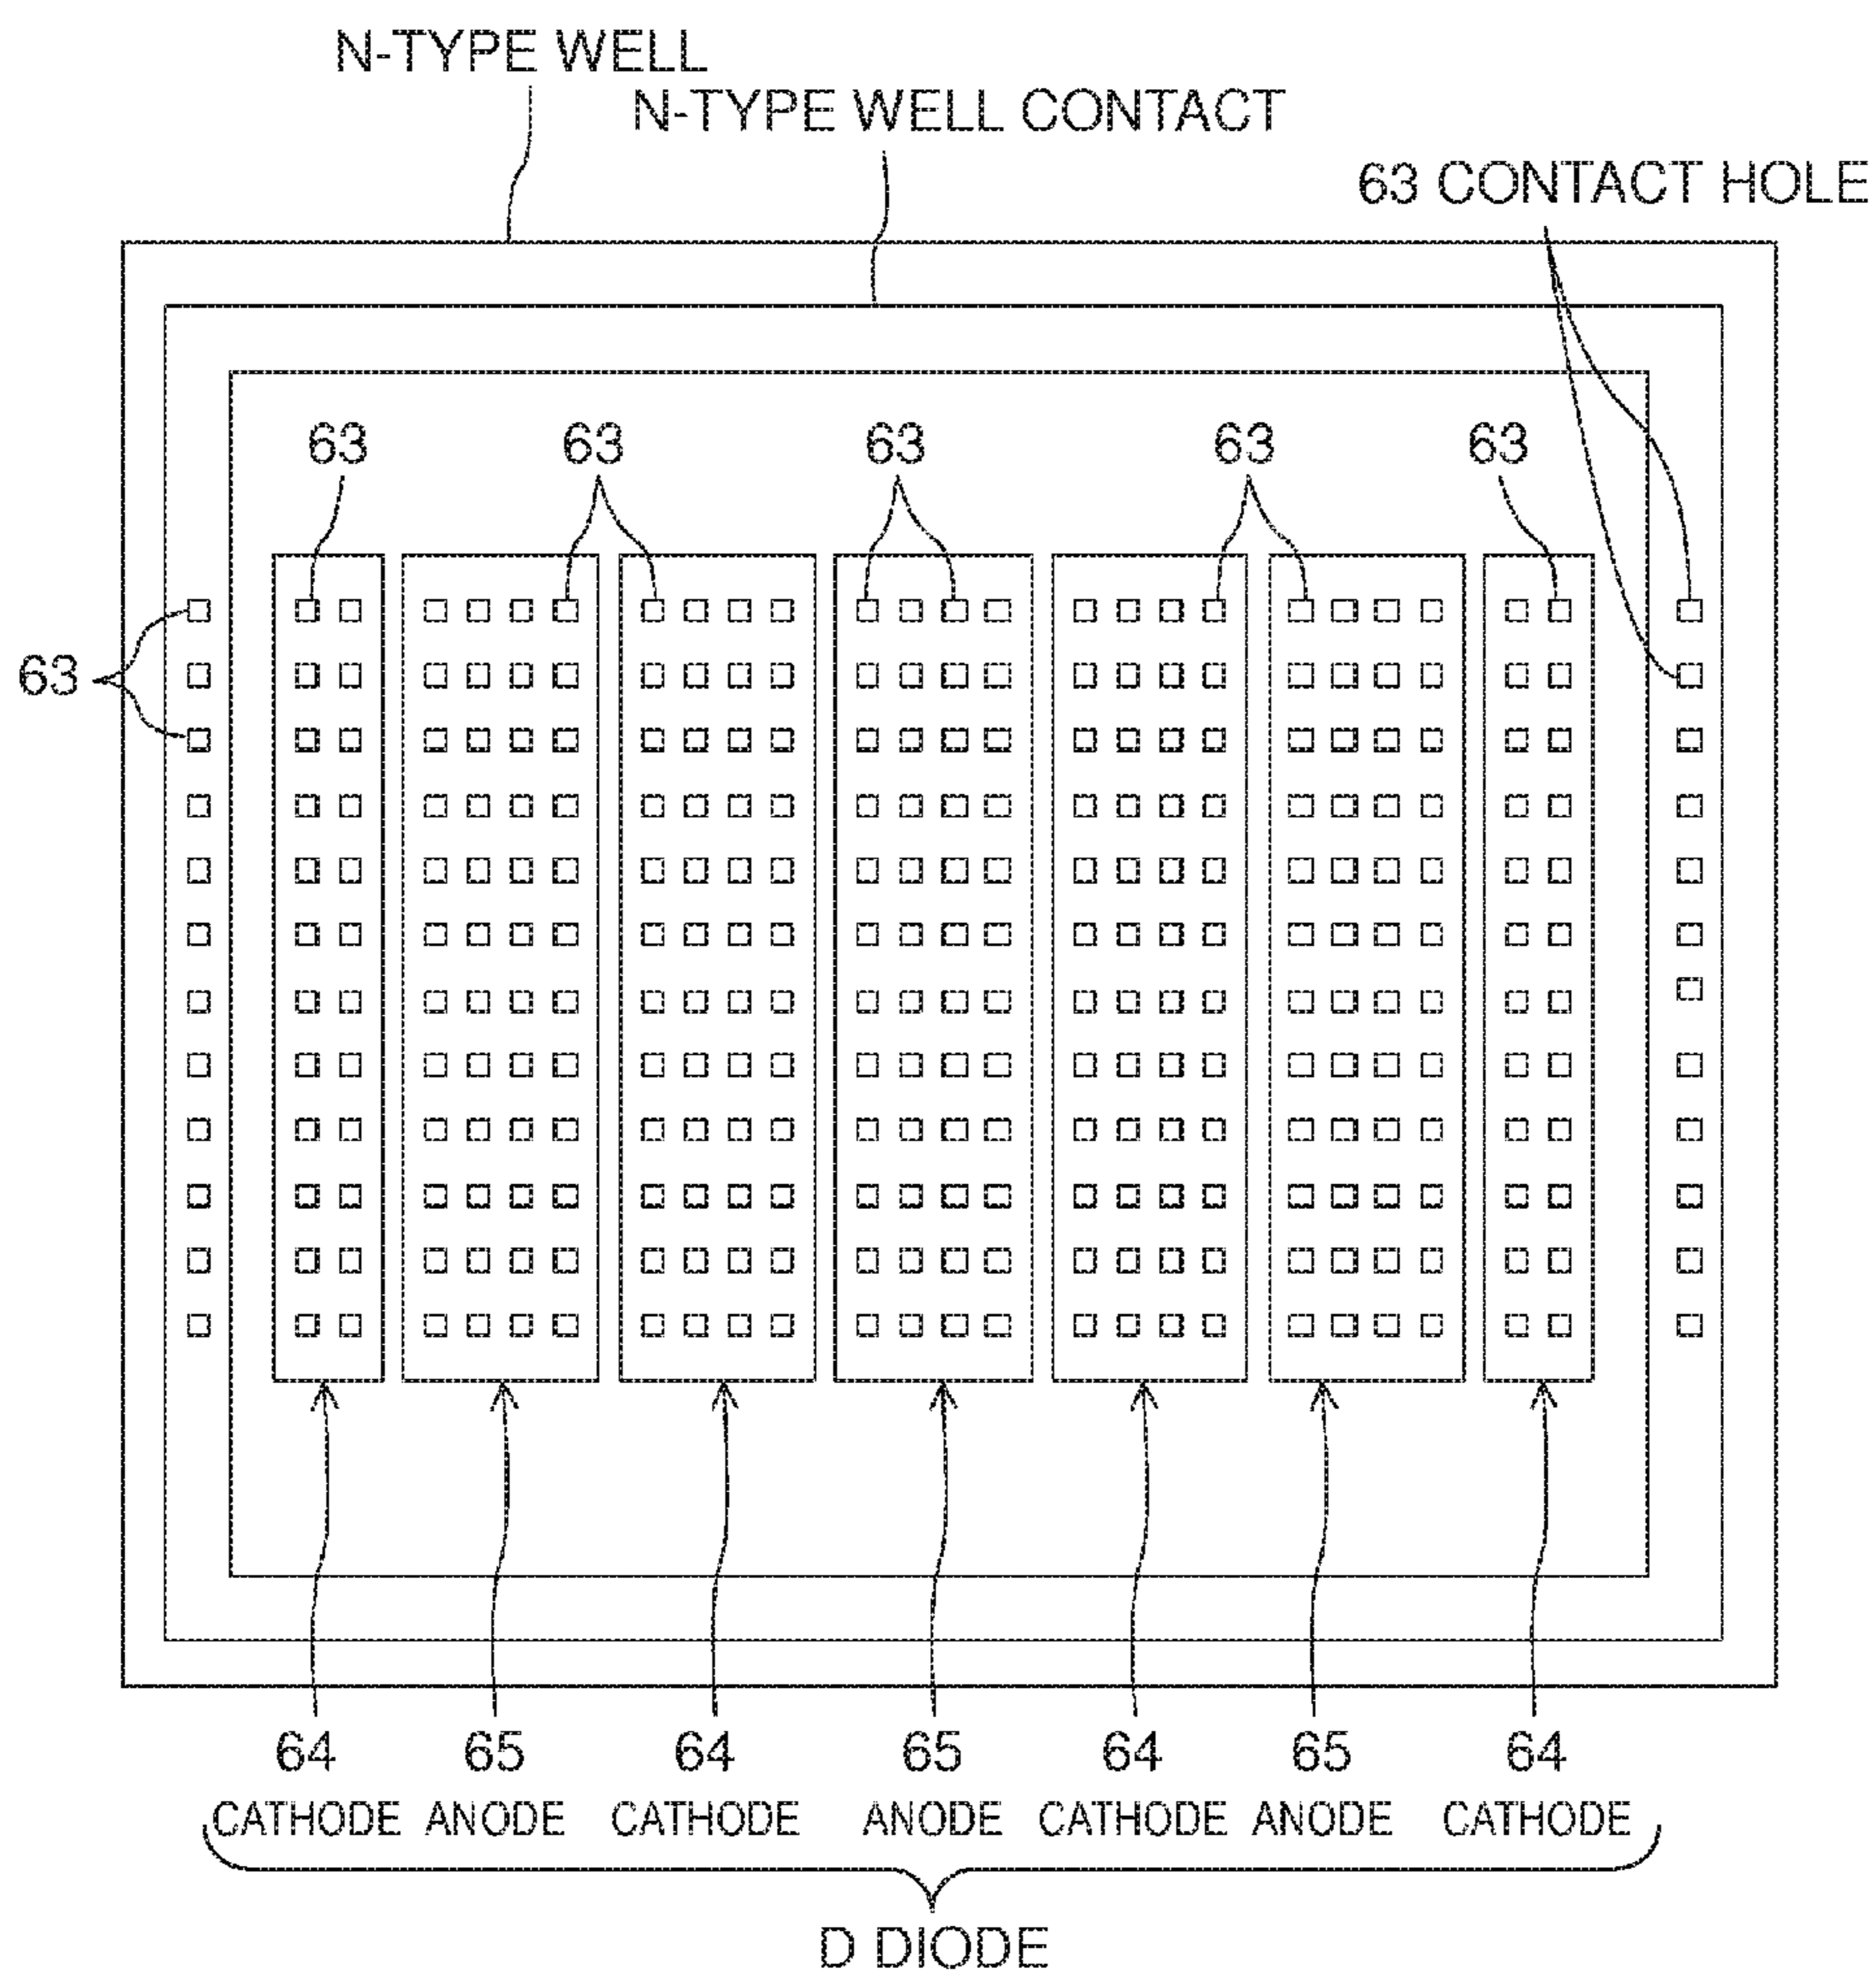 N-TYPE WELL
N-TYPE WELL CONTACT
63 CONTACT HOLE
63 63 63 63 63
63
64 65 64 65 64 65 64
CATHODE ANODE CATHODE ANODE CATHODE ANODE CATHODE
D DIODE